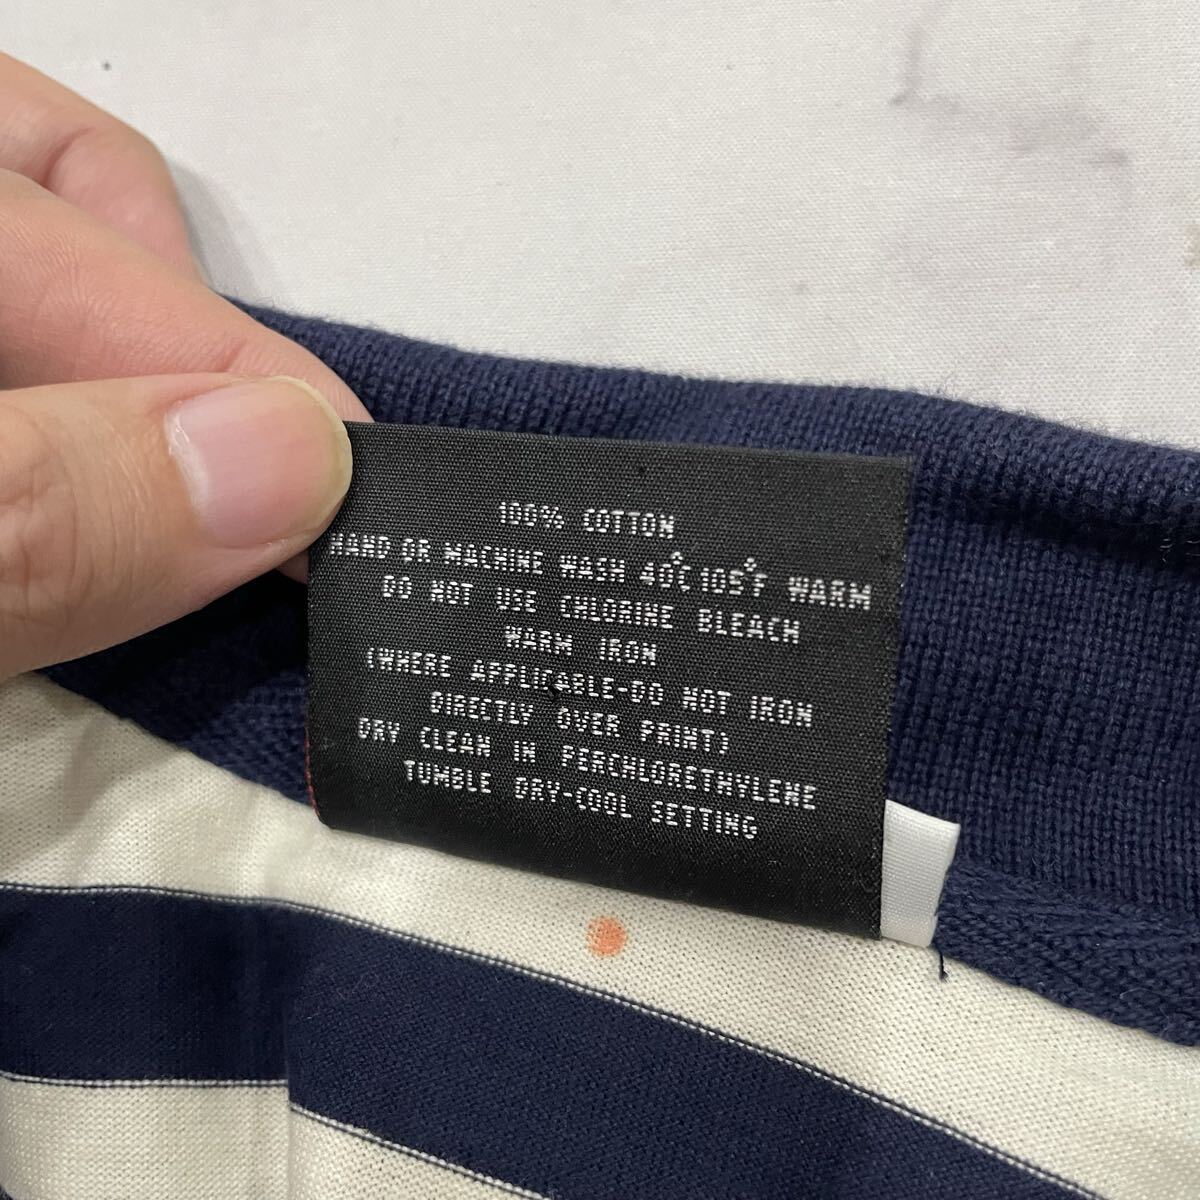 100% COTTON
HAND OR MACHINE WASH 40°C 105°F WARM
DO NOT USE CHLORINE BLEACH
WARM IRON
(WHERE APPLICABLE-DO NOT IRON
DIRECTLY OVER PRINT)
DRY CLEAN IN PERCHLORETHYLENE
TUMBLE DRY-COOL SETTING